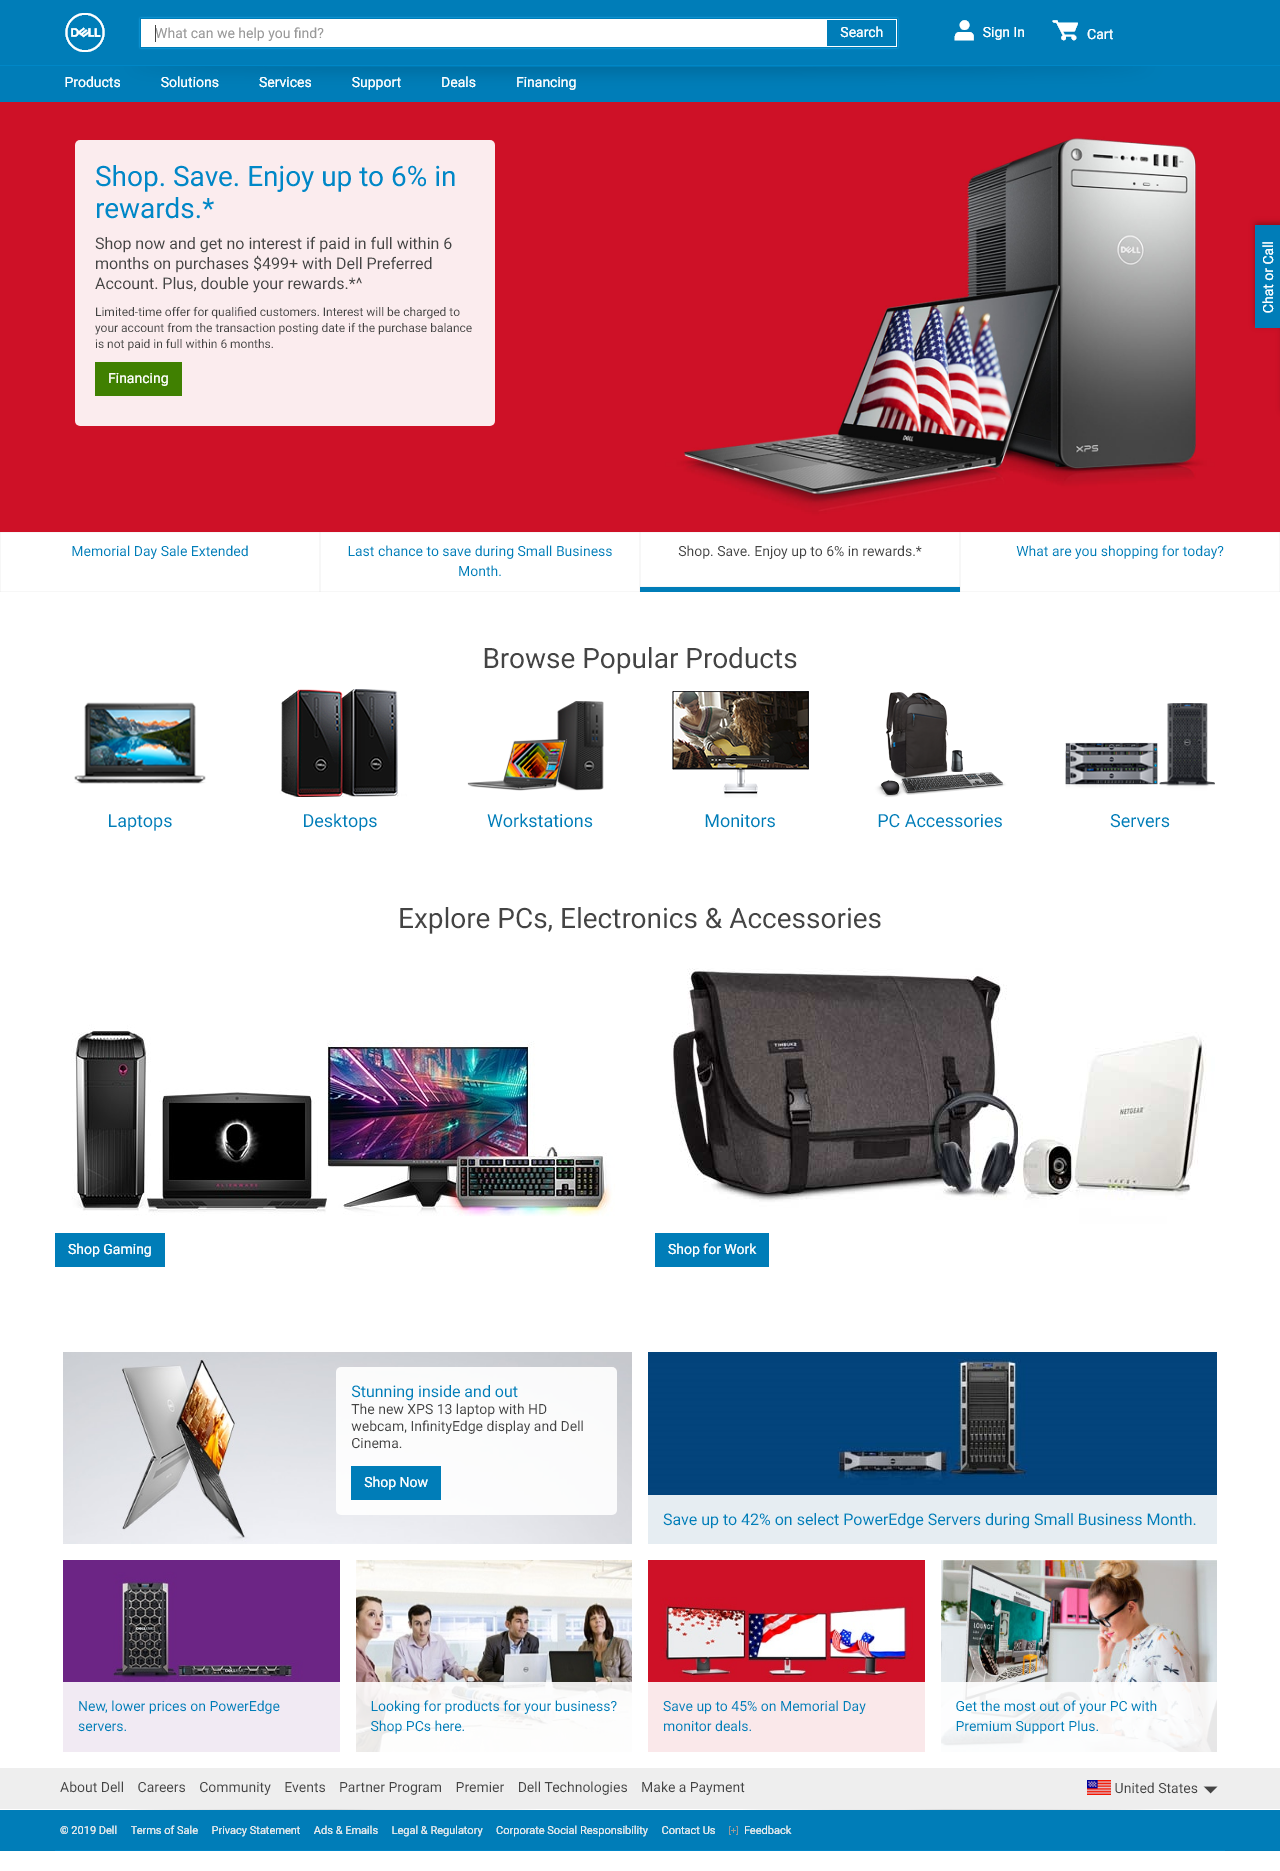 DELL
What can we help you find?
Search
Sign In
Cart
Products
Solutions
Services
Support
Deals
Financing
Shop. Save. Enjoy up to 6% in
rewards.*
Shop now and get no interest if paid in full within 6
months on purchases $499+ with Dell Preferred
Account. Plus, double your rewards.*^
Limited-time offer for qualified customers. Interest will be charged to
your account from the transaction posting date if the purchase balance
is not paid in full within 6 months.
Financing
DELL
DELL
XPS
Chat or Call
Memorial Day Sale Extended
Last chance to save during Small Business
Month.
Shop. Save. Enjoy up to 6% in rewards.*
What are you shopping for today?
Browse Popular Products
Laptops
Desktops
Workstations
Monitors
PC Accessories
Servers
Explore PCs, Electronics & Accessories
ALIENWARE
TIMBUK2
NETGEAR
Shop Gaming
Shop for Work
Stunning inside and out
The new XPS 13 laptop with HD
webcam, InfinityEdge display and Dell
Cinema.
Shop Now
Save up to 42% on select PowerEdge Servers during Small Business Month.
New, lower prices on PowerEdge
servers.
Looking for products for your business?
Shop PCs here.
Save up to 45% on Memorial Day
monitor deals.
LOUNGE
Get the most out of your PC with
Premium Support Plus.
About Dell
Careers
Community
Events
Partner Program
Premier
Dell Technologies
Make a Payment
United States
© 2019 Dell
Terms of Sale
Privacy Statement
Ads & Emails
Legal & Regulatory
Corporate Social Responsibility
Contact Us
[+] Feedback